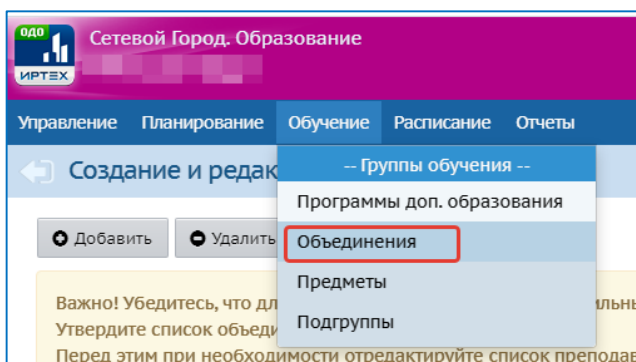 ОДО
ИРТЕХ
Сетевой Город. Образование
Управление Планирование Обучение Расписание Отчеты
Создание и редак
-- Группы обучения --
Программы доп. образования
Добавить Удалить
Объединения
Предметы
Подгруппы
Важно! Убедитесь, что дл
Утвердите список объеди
Перед этим при необходимости отредактируйте список препода